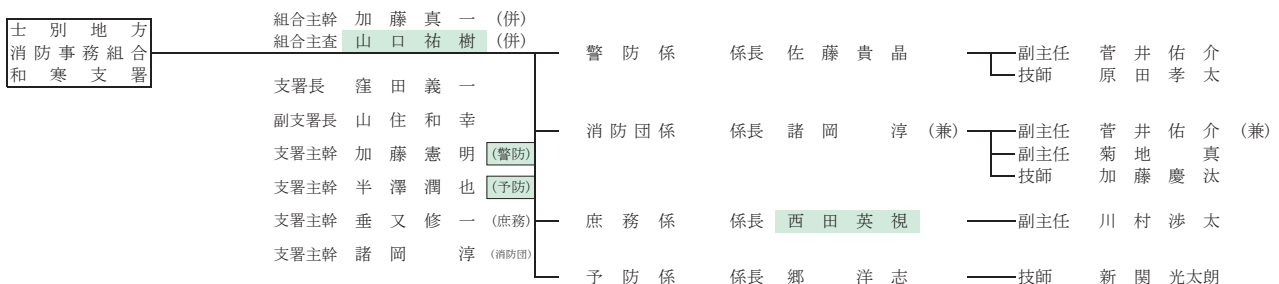 士別地方
消防事務組合
和寒支署
組合主幹 加藤真一 (併)
組合主査 山口祐樹 (併)
支署長 窪田義一
副支署長 山住和幸
支署主幹 加藤憲明 (警防)
支署主幹 半澤潤也 (予防)
支署主幹 垂又修一 (庶務)
支署主幹 諸岡 淳 (消防団)
警防係 係長 佐藤貴晶
副主任 菅井佑介
技師 原田孝太
消防団係 係長 諸岡 淳 (兼)
副主任 菅井佑介 (兼)
副主任 菊地 真
技師 加藤慶汰
庶務係 係長 西田英視
副主任 川村渉太
予防係 係長 郷 洋志
技師 新関光太朗